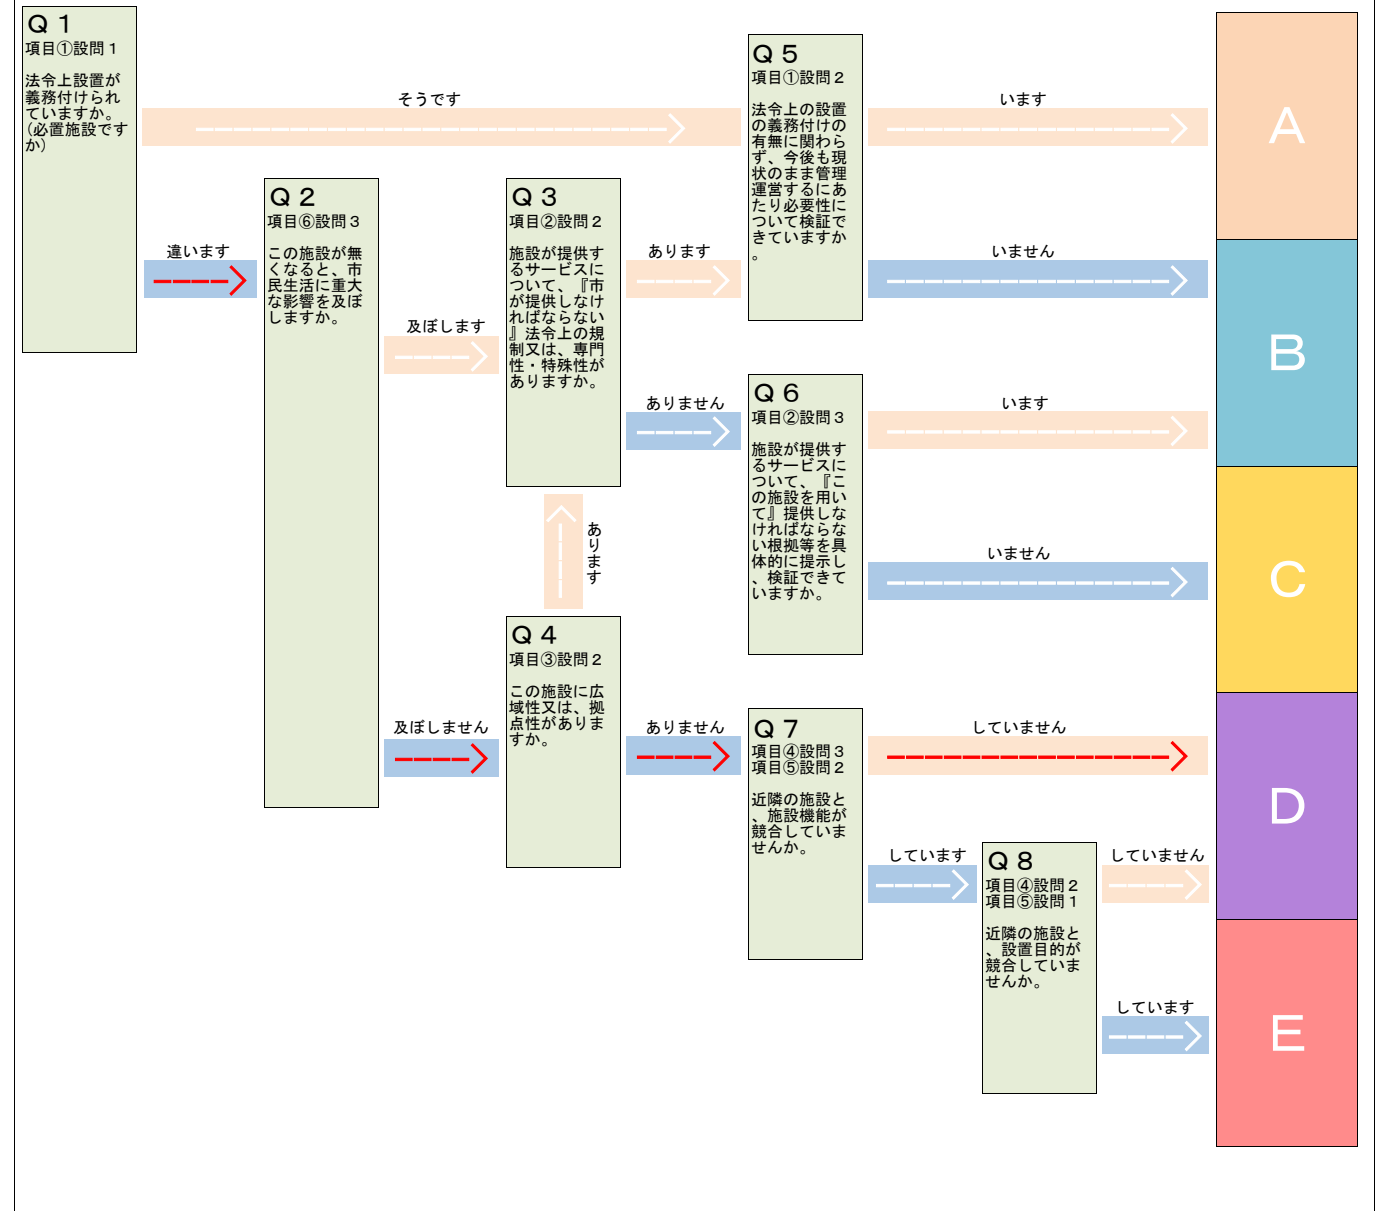 Ｑ１
項目①設問１
法令上設置が
義務付けられ
ていますか。
（必置施設です
か）
そうです
違います
Ｑ２
項目⑥設問３
この施設が無
くなると、市
民生活に重大
な影響を及ぼ
しますか。
及ぼします
及ぼしません
Ｑ３
項目②設問２
施設が提供す
るサービスに
ついて、『市
が提供しなけ
ればならない
』法令上の規
制又は、専門
性・特殊性が
ありますか。
あります
ありません
あります
Ｑ４
項目③設問２
この施設に広
域性又は、拠
点性がありま
すか。
ありません
Ｑ５
項目①設問２
法令上の設置
の義務付けの
有無に関わら
ず、今後も現
状のまま管理
運営するにあ
たり必要性に
ついて検証で
きていますか
。
います
いません
Ｑ６
項目②設問３
施設が提供す
るサービスに
ついて、『こ
の施設を用い
て』提供しな
ければならな
い根拠等を具
体的に提示し
、検証できて
いますか。
います
いません
Ｑ７
項目④設問３
項目⑤設問２
近隣の施設と
、施設機能が
競合していま
せんか。
していません
しています
Ｑ８
項目④設問２
項目⑤設問１
近隣の施設と
、設置目的が
競合していま
せんか。
していません
しています
A
B
C
D
E